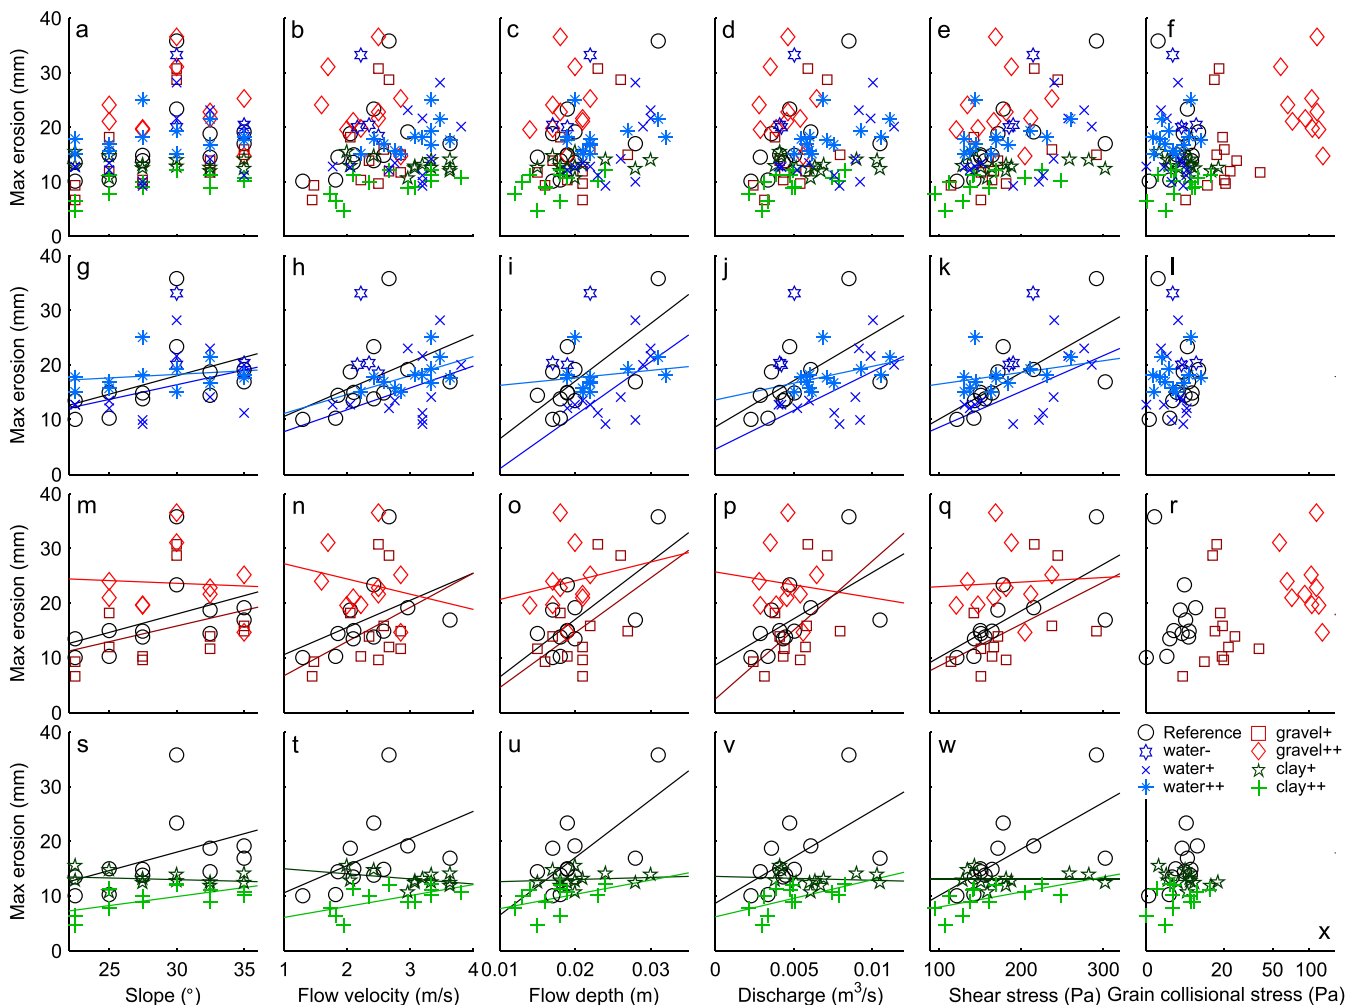 a b c d e f
Max erosion (mm)
40
30
20
10
0
g h i j k l
Max erosion (mm)
40
30
20
10
0
m n o p q r
Max erosion (mm)
40
30
20
10
0
s t u v w x
Max erosion (mm)
40
30
20
10
0
Reference gravel+
water- gravel++
water+ clay+
water++ clay++
25 30 35
1 2 3 4
0.01 0.02 0.03
0 0.005 0.01
100 200 300
0 20 50 100
Slope (°) Flow velocity (m/s) Flow depth (m) Discharge (m³/s) Shear stress (Pa) Grain collisional stress (Pa)